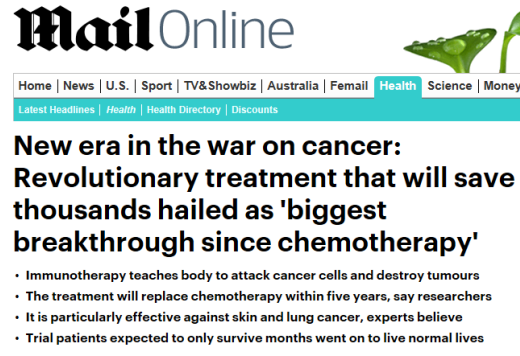 Mail Online
Home | News | U.S. | Sport | TV&Showbiz | Australia | Femail | Health | Science | Money
Latest Headlines | Health | Health Directory | Discounts
New era in the war on cancer:
Revolutionary treatment that will save
thousands hailed as 'biggest
breakthrough since chemotherapy'
• Immunotherapy teaches body to attack cancer cells and destroy tumours
• The treatment will replace chemotherapy within five years, say researchers
• It is particularly effective against skin and lung cancer, experts believe
• Trial patients expected to only survive months went on to live normal lives